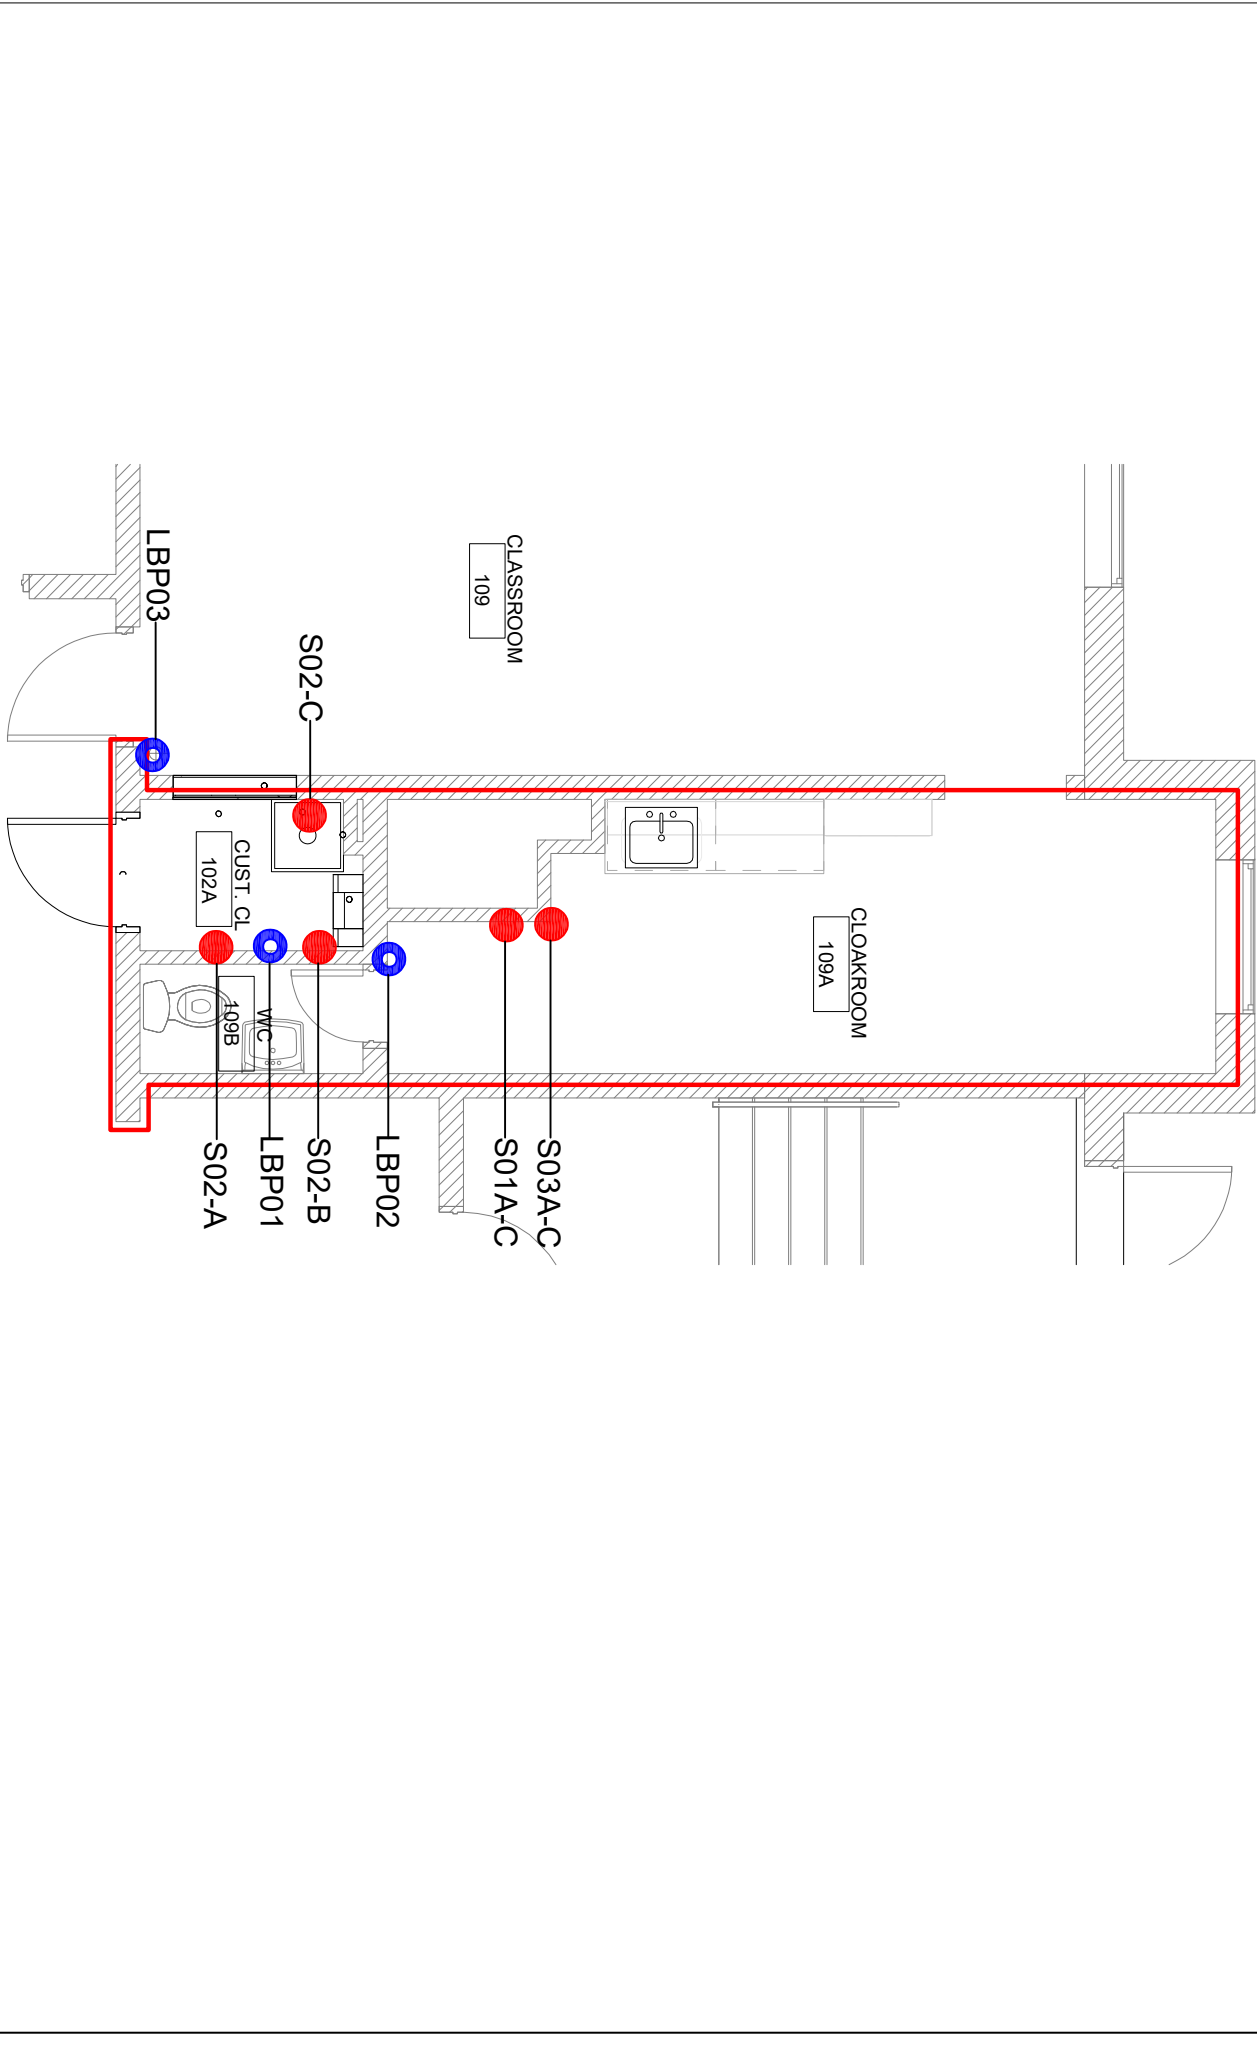 LBP03
CLASSROOM
109
S02-C
CUST. CL
102A
CLOAKROOM
109A
WC
109B
S02-A
LBP01
S02-B
LBP02
S01A-C
S03A-C